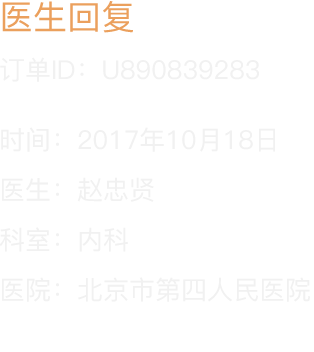 医生回复
订单ID：U890839283
时间：2017年10月18日
医生：赵忠贤
科室：内科
医院：北京市第四人民医院